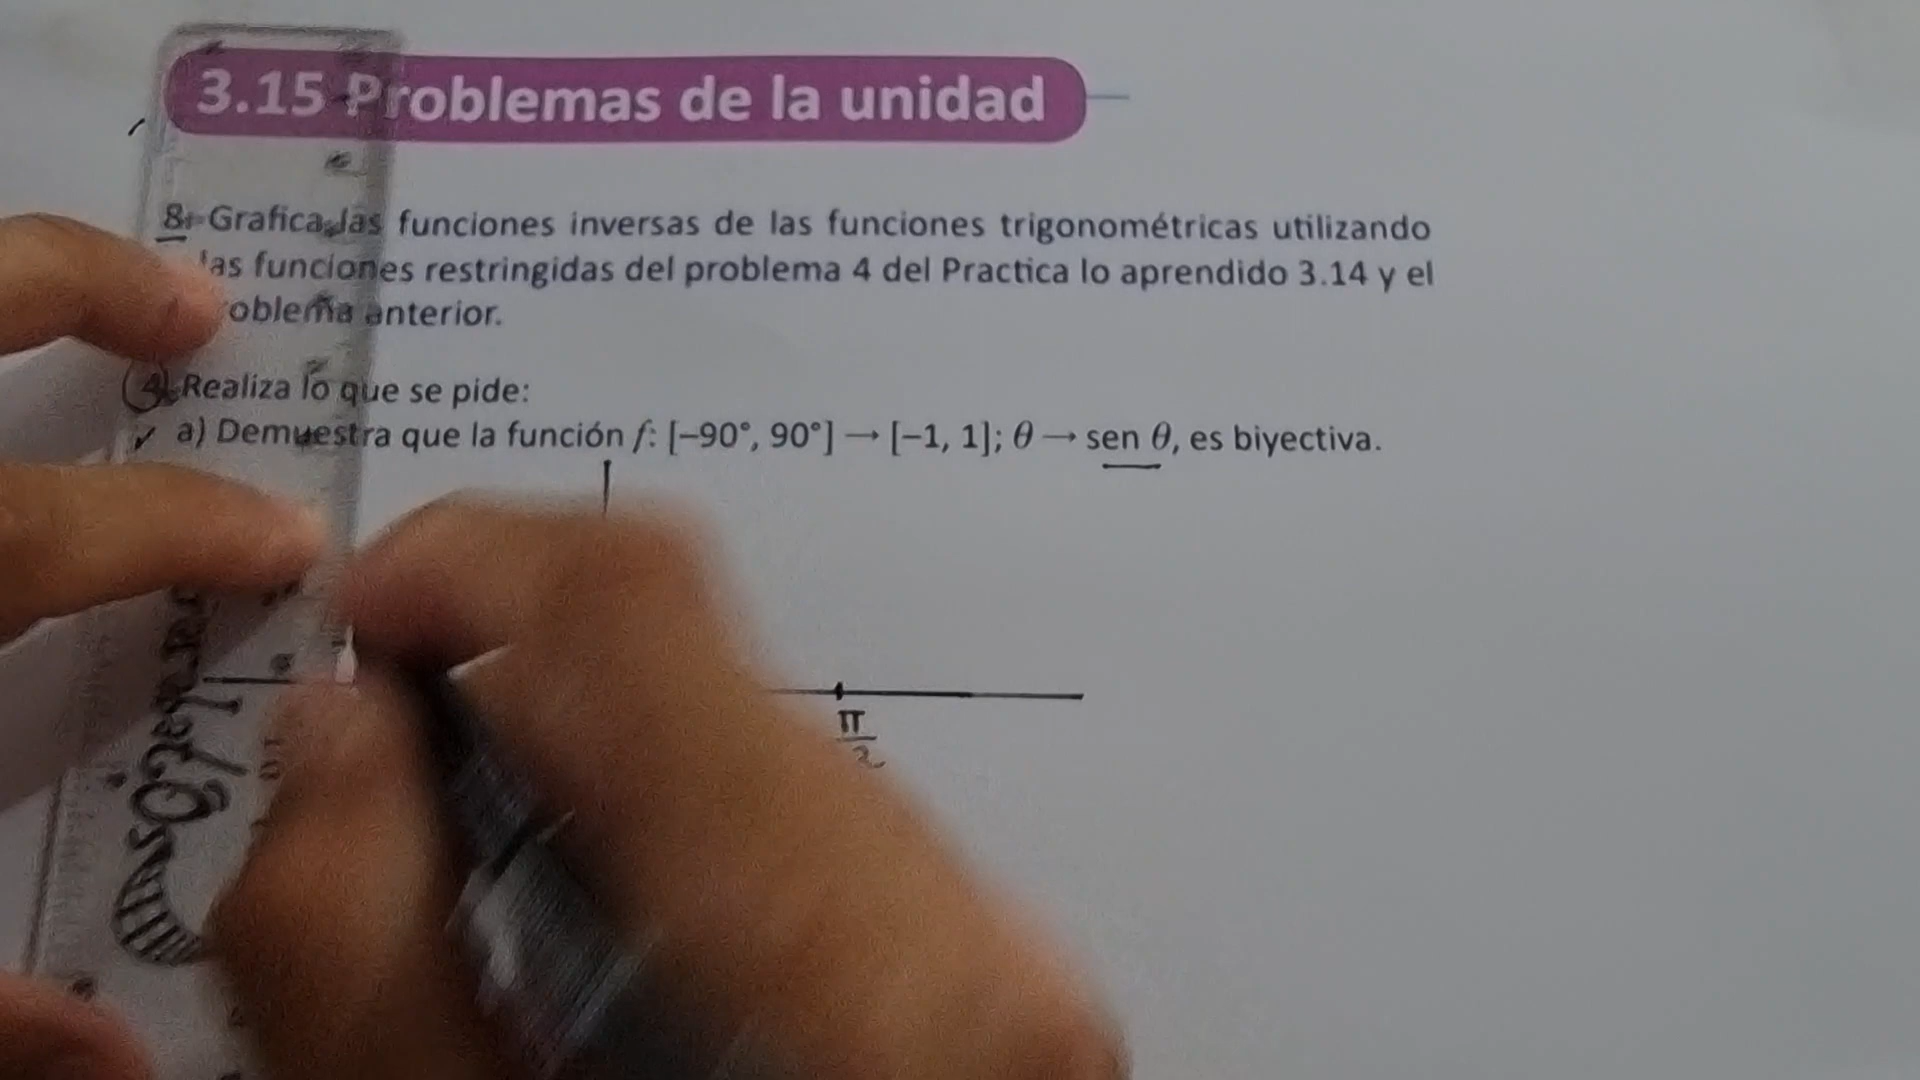 3.15 Problemas de la unidad
8. Grafica las funciones inversas de las funciones trigonométricas utilizando
las funciones restringidas del problema 4 del Practica lo aprendido 3.14 y el
oblema anterior.
4. Realiza lo que se pide:
a) Demuestra que la función f: [−90°, 90°] → [−1, 1]; θ → sen θ, es biyectiva.
π
2